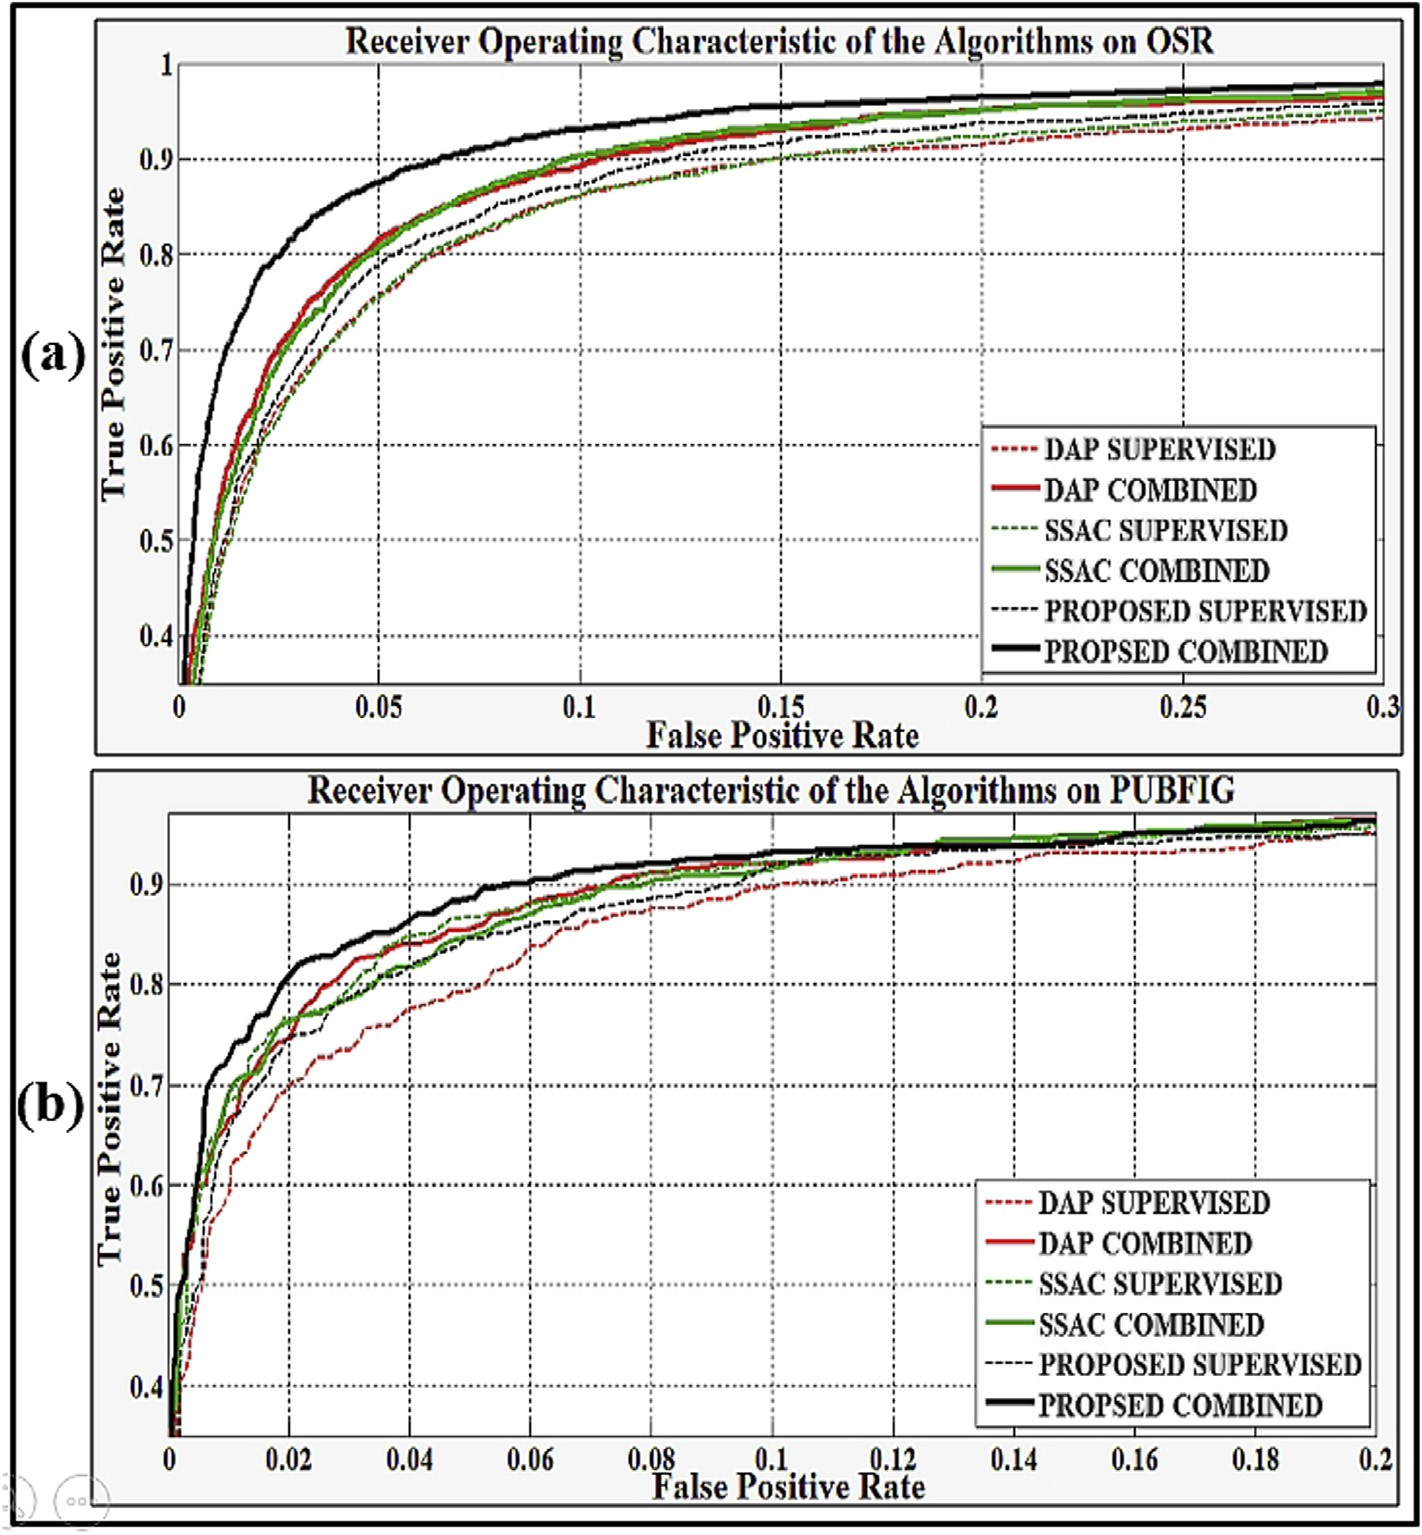 (a)
Receiver Operating Characteristic of the Algorithms on OSR
True Positive Rate
1
0.9
0.8
0.7
0.6
0.5
0.4
DAP SUPERVISED
DAP COMBINED
SSAC SUPERVISED
SSAC COMBINED
PROPOSED SUPERVISED
PROPSED COMBINED
0 0.05 0.1 0.15 0.2 0.25 0.3
False Positive Rate
(b)
Receiver Operating Characteristic of the Algorithms on PUBFIG
True Positive Rate
0.9
0.8
0.7
0.6
0.5
0.4
DAP SUPERVISED
DAP COMBINED
SSAC SUPERVISED
SSAC COMBINED
PROPOSED SUPERVISED
PROPSED COMBINED
0 0.02 0.04 0.06 0.08 0.1 0.12 0.14 0.16 0.18 0.2
False Positive Rate